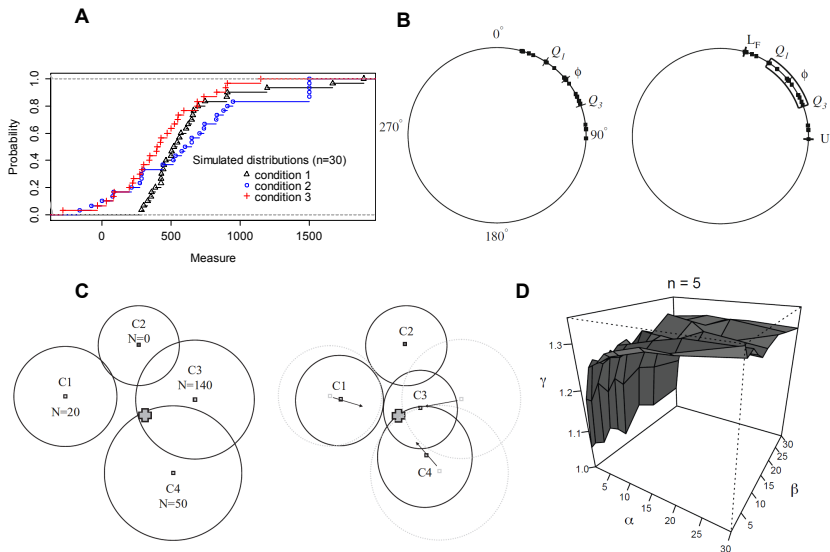 A
1.0
0.8
0.6
0.4
0.2
0.0
Probability
Simulated distributions (n=30)
condition 1
condition 2
condition 3
0
500
1000
1500
Measure
B
0°
Q1
ϕ
Q3
90°
270°
180°
LF
Q1
ϕ
Q3
U
C
C2
N=0
C1
N=20
C3
N=140
C4
N=50
C2
C1
C3
C4
D
n = 5
1.3
1.2
1.1
1.0
γ
5
10
15
20
25
30
α
5
10
15
20
25
30
β